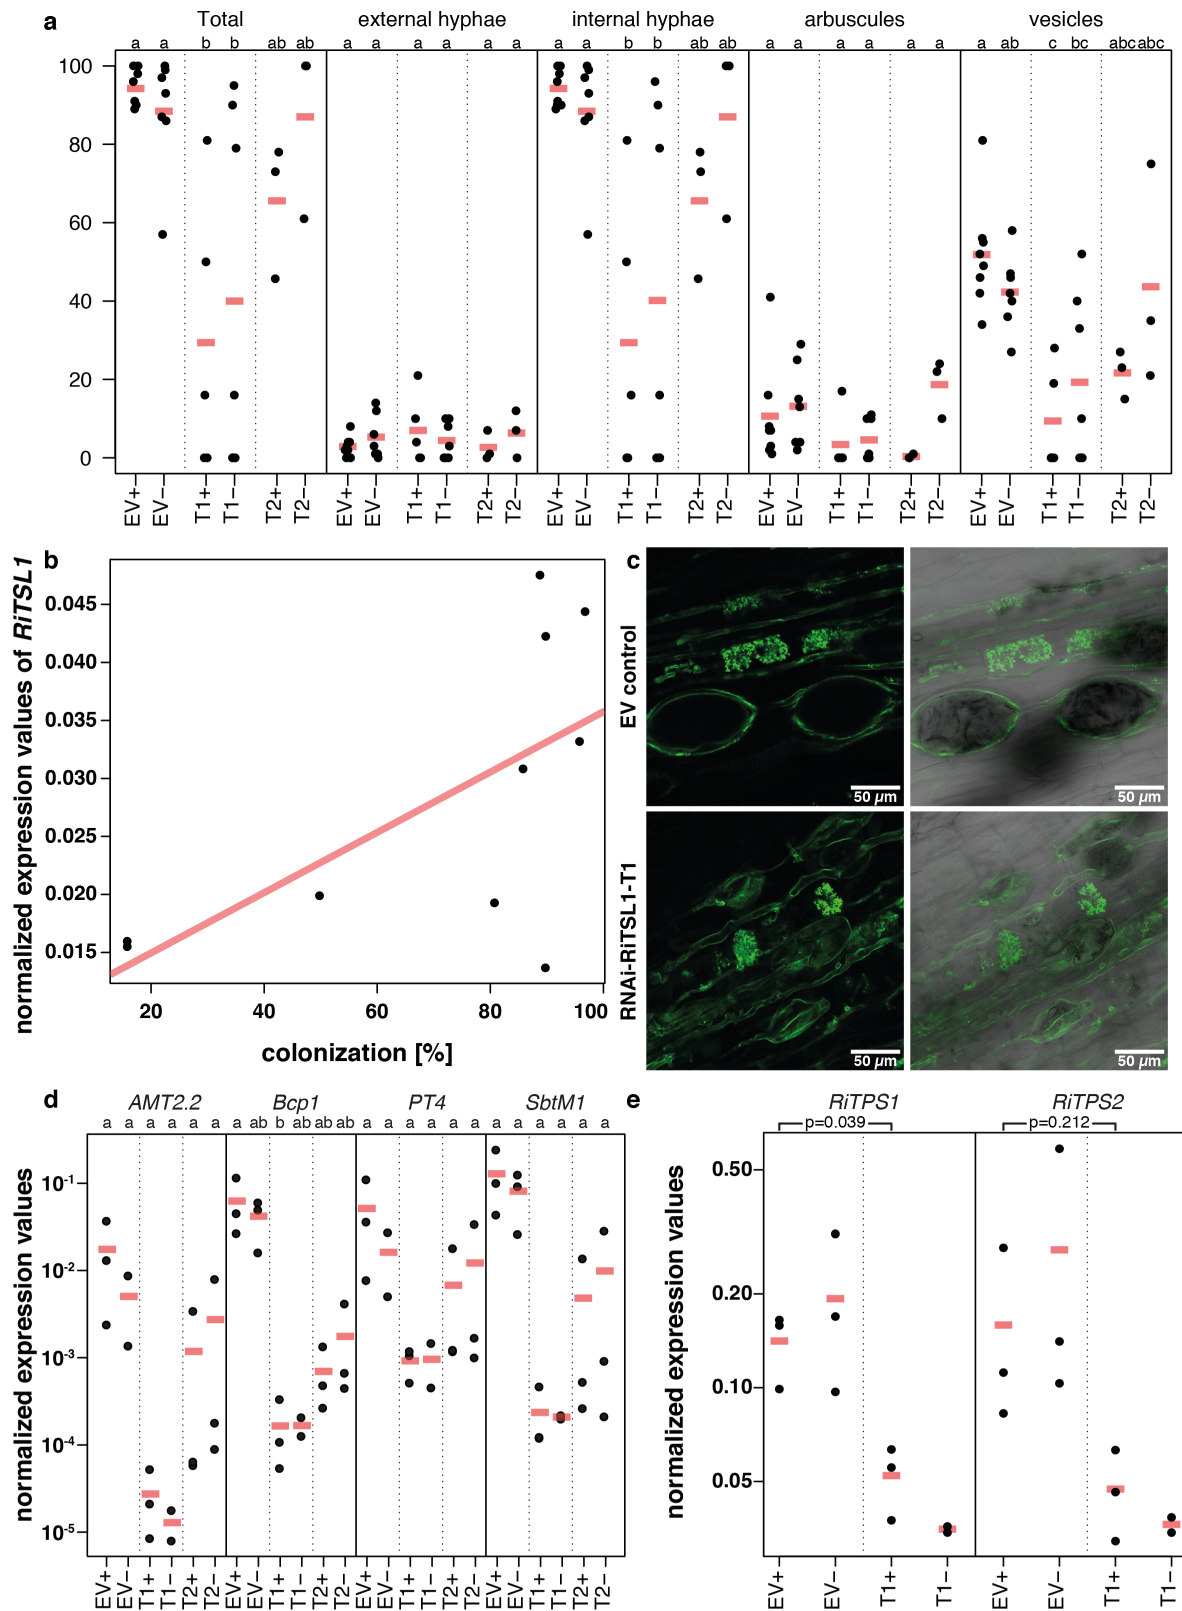 a
Total external hyphae internal hyphae arbuscules vesicles
a a b b ab ab a a a a a a a a b b ab ab a a a a a a a ab c bc abc abc
100
80
60
40
20
0
EV+ EV− T1+ T1− T2+ T2− EV+ EV− T1+ T1− T2+ T2− EV+ EV− T1+ T1− T2+ T2− EV+ EV− T1+ T1− T2+ T2− EV+ EV− T1+ T1− T2+ T2−
b
normalized expression values of RiTSL1
0.045
0.040
0.035
0.030
0.025
0.020
0.015
20 40 60 80 100
colonization [%]
c
EV control
50 µm 50 µm
RNAi-RiTSL1-T1
50 µm 50 µm
d
AMT2.2 Bcp1 PT4 SbtM1
a a a a a a a ab b ab ab ab a a a a a a a a a a a a
normalized expression values
10-1
10-2
10-3
10-4
10-5
EV+ EV- T1+ T1- T2+ T2- EV+ EV- T1+ T1- T2+ T2- EV+ EV- T1+ T1- T2+ T2- EV+ EV- T1+ T1- T2+ T2-
e
RiTPS1 RiTPS2
p=0.039 p=0.212
normalized expression values
0.50
0.20
0.10
0.05
EV+ EV- T1+ T1- EV+ EV- T1+ T1-